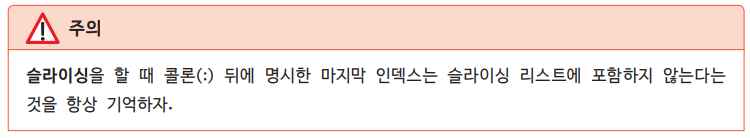 주의
슬라이싱을 할 때 콜론(:) 뒤에 명시한 마지막 인덱스는 슬라이싱 리스트에 포함하지 않는다는
것을 항상 기억하자.